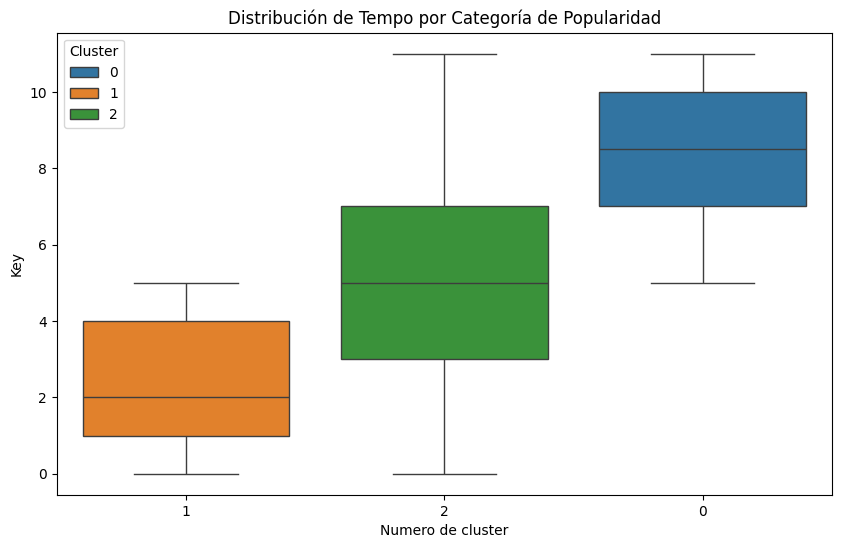 Distribución de Tempo por Categoría de Popularidad
Cluster
0
1
2
10
8
6
4
2
0
Key
1 2 0
Numero de cluster